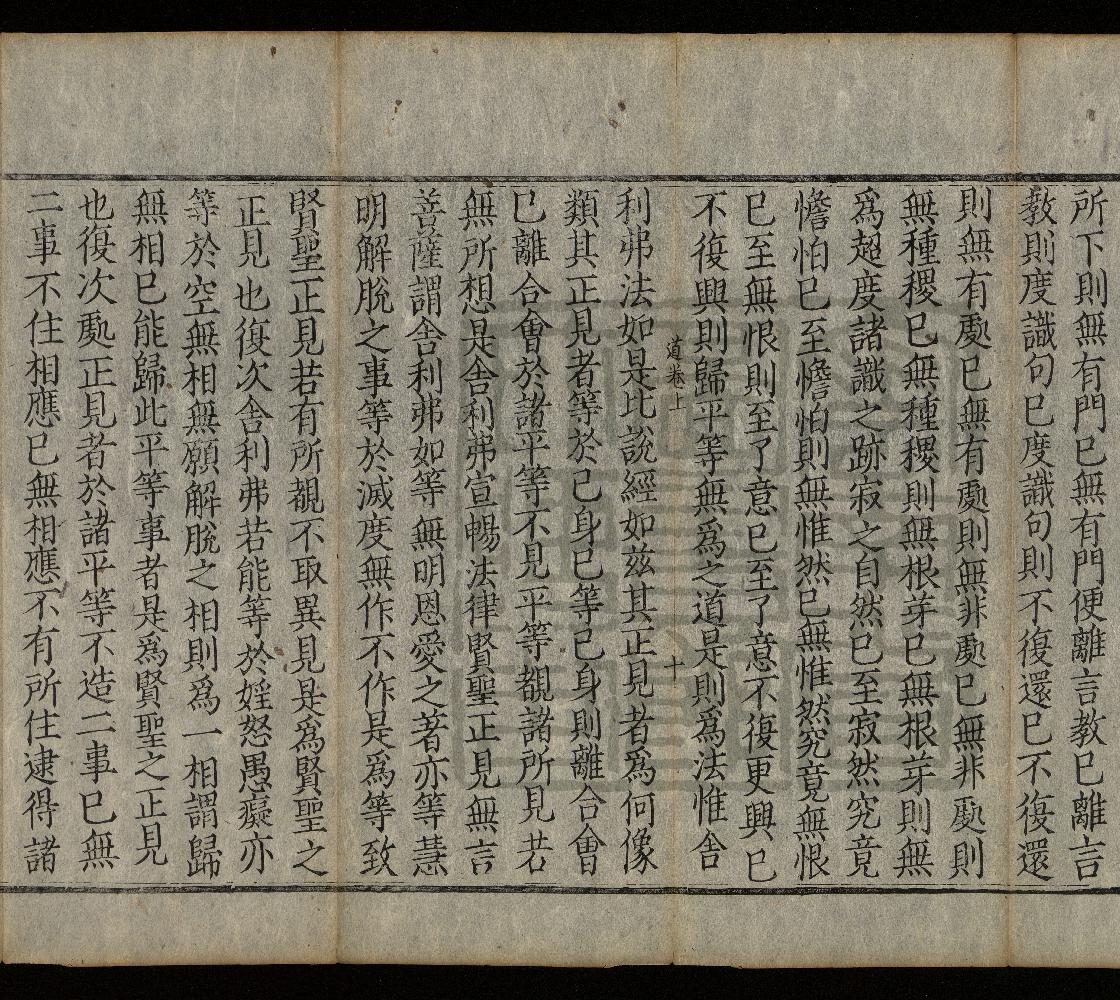 所下則無有門已無有門便離言教已離言
教則度識句已度識句則不復還已不復還
則無有處已無有處則無非處已無非處則
無種稷已無種稷則無根芽已無根芽則無
為超度諸識之跡寂之自然已至寂然究竟
憺怕已至憺怕則無惟然已無惟然究竟無恨
已至無恨則至了意已至了意不復更興已
不復興則歸平等無為之道是則為法惟舍
道卷上 十
利弗法如是比說經如茲其正見者為何像
類其正見者等於己身已等己身則離合會
已離合會於諸平等不見平等覩諸所見若
無所想是舍利弗宣暢法律賢聖正見無言
菩薩謂舍利弗如等無明恩愛之著亦等慧
明解脫之事等於滅度無作不作是為等致
賢聖正見若有所覩不取異見是為賢聖之
正見也復次舍利弗若能等於婬怒愚癡亦
等於空無相無願解脫之相則為一相謂歸
無相已能歸此平等事者是為賢聖之正見
也復次處正見者於諸平等不造二事已無
二事不住相應已無相應不有所住逮得諸